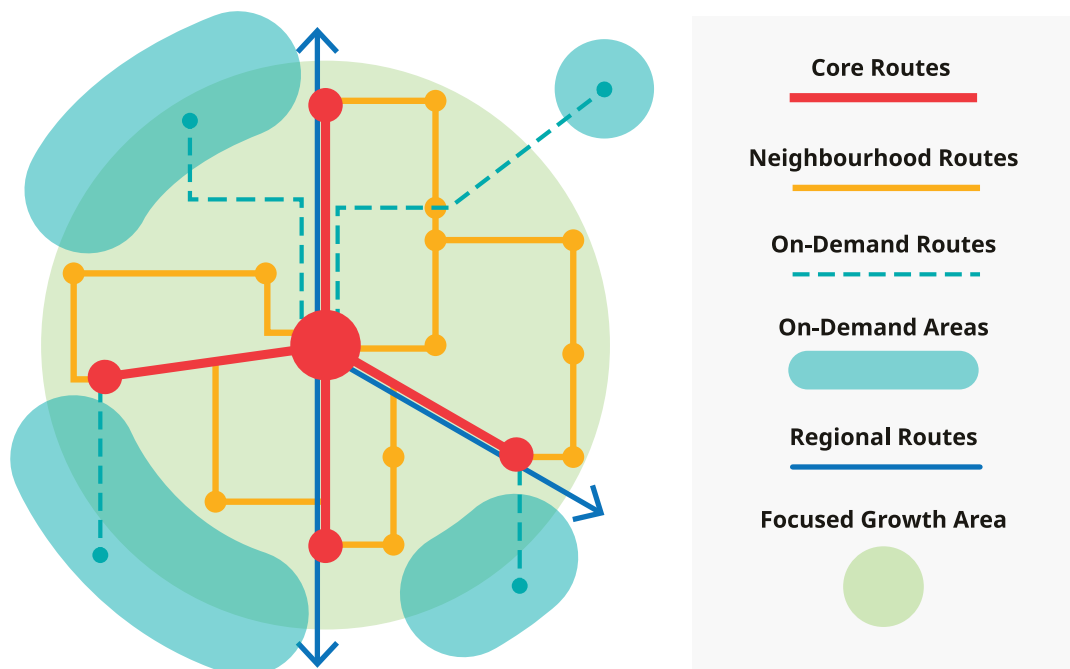 Core Routes
Neighbourhood Routes
On-Demand Routes
On-Demand Areas
Regional Routes
Focused Growth Area